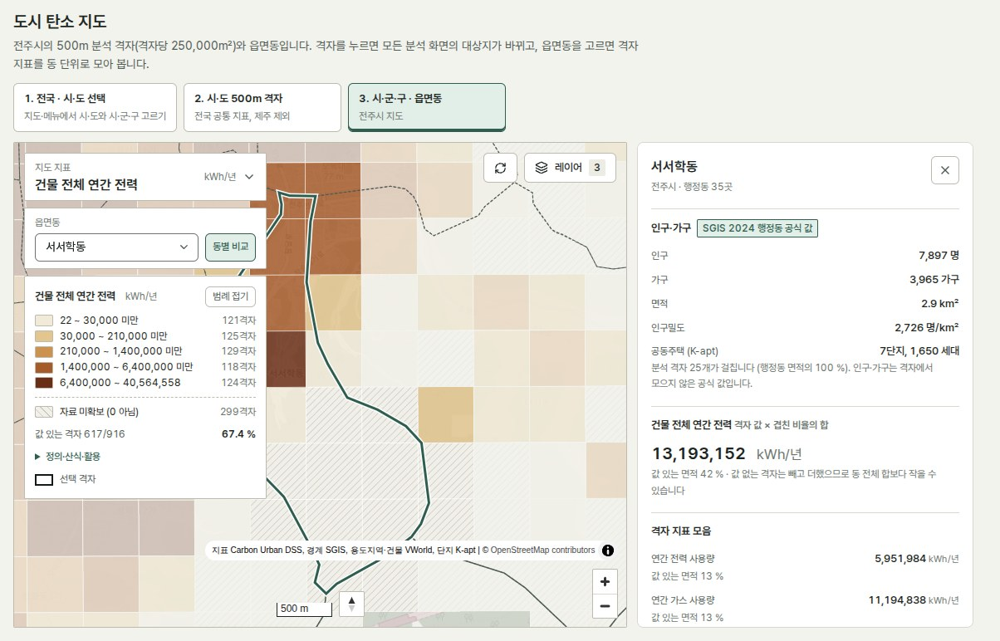 도시 탄소 지도
전주시의 500m 분석 격자(격자당 250,000m²)와 읍면동입니다. 격자를 누르면 모든 분석 화면의 대상지가 바뀌고, 읍면동을 고르면 격자
지표를 동 단위로 모아 봅니다.
1. 전국 · 시·도 선택
지도·메뉴에서 시·도와 시·군·구 고르기
2. 시·도 500m 격자
전국 공통 지표, 제주 제외
3. 시·군·구 · 읍면동
전주시 지도
지도 지표
건물 전체 연간 전력
kWh/년
레이어 3
읍면동
서서학동
동별 비교
건물 전체 연간 전력 kWh/년
범례 접기
22 ~ 30,000 미만 121격자
30,000 ~ 210,000 미만 125격자
210,000 ~ 1,400,000 미만 129격자
1,400,000 ~ 6,400,000 미만 118격자
6,400,000 ~ 40,564,558 124격자
자료 미확보 (0 아님) 299격자
값 있는 격자 617/916 67.4 %
정의·산식·활용
선택 격자
서서학동
지표 Carbon Urban DSS, 경계 SGIS, 용도지역·건물 VWorld, 단지 K-apt | © OpenStreetMap contributors
500 m
서서학동
전주시 · 행정동 35곳
인구·가구 SGIS 2024 행정동 공식 값
인구 7,897 명
가구 3,965 가구
면적 2.9 km²
인구밀도 2,726 명/km²
공동주택 (K-apt) 7단지, 1,650 세대
분석 격자 25개가 걸칩니다 (행정동 면적의 100 %). 인구·가구는 격자에서
모으지 않은 공식 값입니다.
건물 전체 연간 전력 격자 값 × 겹친 비율의 합
13,193,152 kWh/년
값 있는 면적 42 % · 값 없는 격자는 빼고 더했으므로 동 전체 합보다 작을 수
있습니다
격자 지표 모음
연간 전력 사용량 5,951,984 kWh/년
값 있는 면적 13 %
연간 가스 사용량 11,194,838 kWh/년
값 있는 면적 13 %